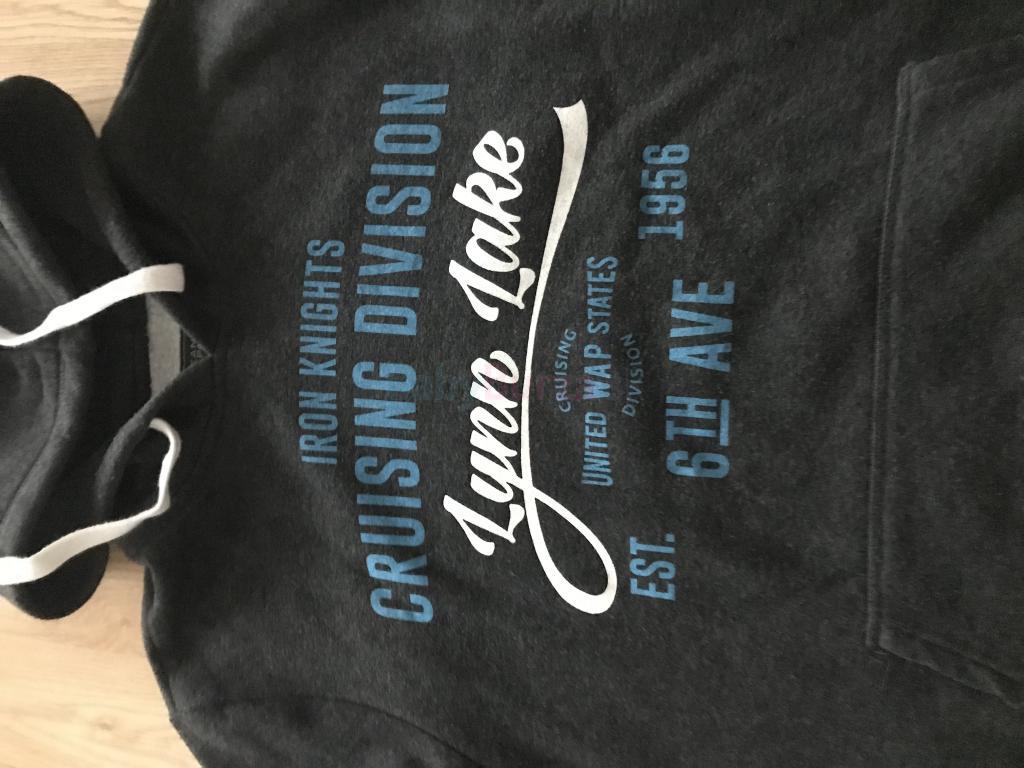 IRON KNIGHTS
CRUISING DIVISION
Lynn Lake
CRUISING
UNITED WAP STATES
DIVISION
EST. 1956
6TH AVE